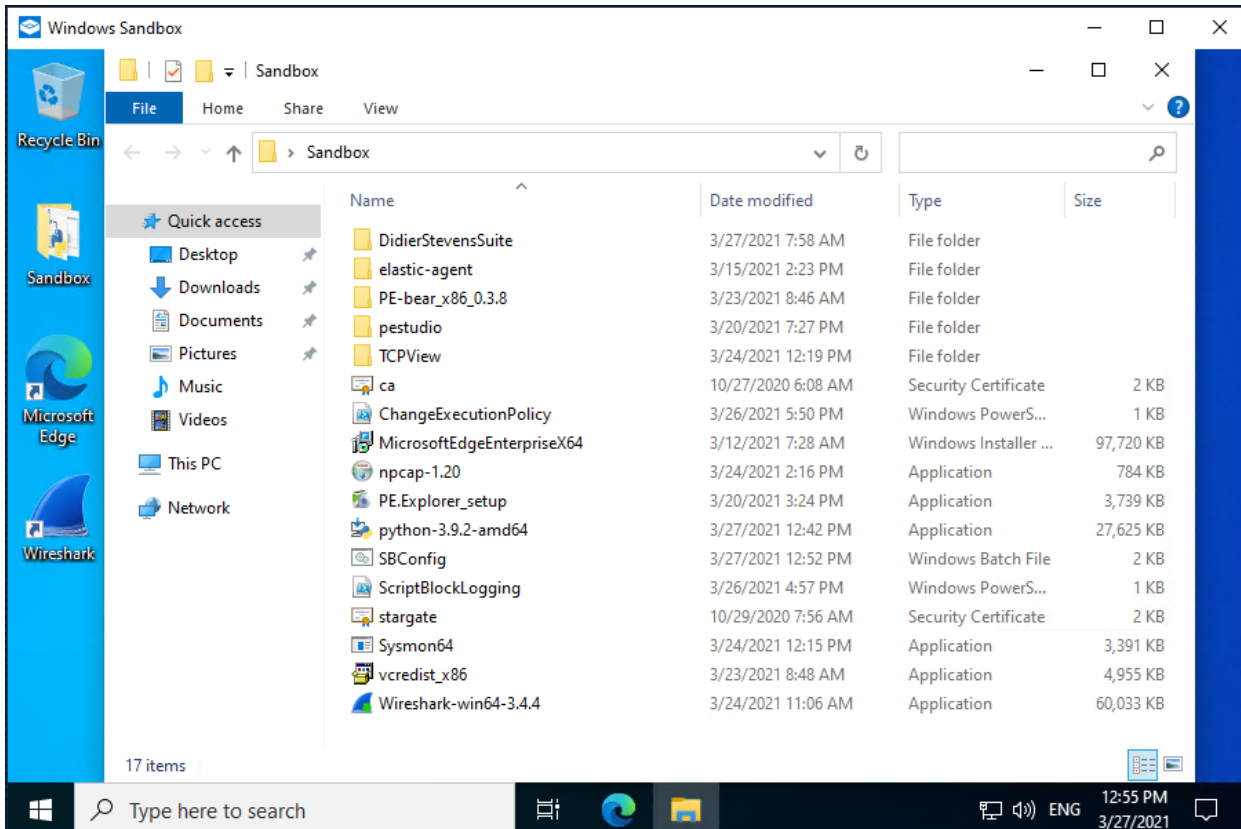 Windows Sandbox
Sandbox
File Home Share View
Sandbox
Recycle Bin
Sandbox
Microsoft
Edge
Wireshark
Quick access
Desktop
Downloads
Documents
Pictures
Music
Videos
This PC
Network
Name Date modified Type Size
DidierStevensSuite 3/27/2021 7:58 AM File folder
elastic-agent 3/15/2021 2:23 PM File folder
PE-bear_x86_0.3.8 3/23/2021 8:46 AM File folder
pestudio 3/20/2021 7:27 PM File folder
TCPView 3/24/2021 12:19 PM File folder
ca 10/27/2020 6:08 AM Security Certificate 2 KB
ChangeExecutionPolicy 3/26/2021 5:50 PM Windows PowerS... 1 KB
MicrosoftEdgeEnterpriseX64 3/12/2021 7:28 AM Windows Installer ... 97,720 KB
npcap-1.20 3/24/2021 2:16 PM Application 784 KB
PE.Explorer_setup 3/20/2021 3:24 PM Application 3,739 KB
python-3.9.2-amd64 3/27/2021 12:42 PM Application 27,625 KB
SBConfig 3/27/2021 12:52 PM Windows Batch File 2 KB
ScriptBlockLogging 3/26/2021 4:57 PM Windows PowerS... 1 KB
stargate 10/29/2020 7:56 AM Security Certificate 2 KB
Sysmon64 3/24/2021 12:15 PM Application 3,391 KB
vcredist_x86 3/23/2021 8:48 AM Application 4,955 KB
Wireshark-win64-3.4.4 3/24/2021 11:06 AM Application 60,033 KB
17 items
Type here to search
ENG
12:55 PM
3/27/2021